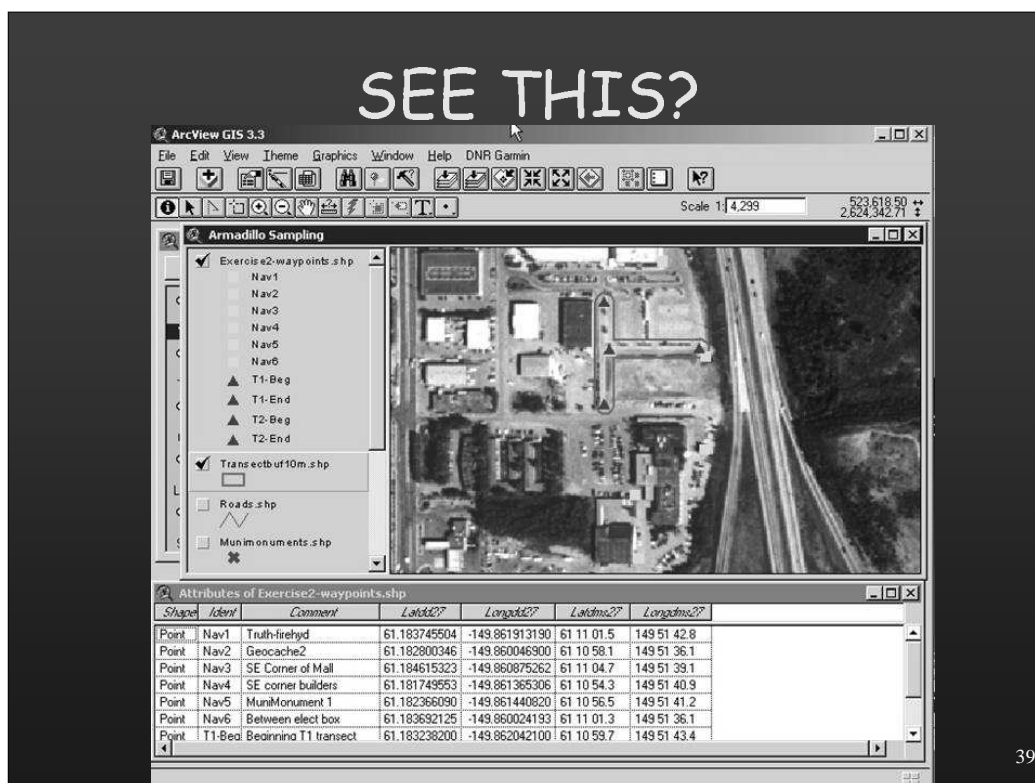 SEE THIS?
ArcView GIS 3.3
File Edit View Theme Graphics Window Help DNR Garmin
Scale 1: 4,299
523,618.50
2,624,342.71
Armadillo Sampling
Exercise2-waypoints.shp
Nav1
Nav2
Nav3
Nav4
Nav5
Nav6
T1-Beg
T1-End
T2-Beg
T2-End
Transectbuf10m.shp
Roads.shp
Munimonuments.shp
Attributes of Exercise2-waypoints.shp
Shape Ident Comment Latdd27 Longdd27 Latdms27 Longdms27
Point Nav1 Truth-firehyd 61.183745504 -149.861913190 61 11 01.5 149 51 42.8
Point Nav2 Geocache2 61.182800346 -149.860046900 61 10 58.1 149 51 36.1
Point Nav3 SE Corner of Mall 61.184615323 -149.860875262 61 11 04.7 149 51 39.1
Point Nav4 SE corner builders 61.181749553 -149.861365306 61 10 54.3 149 51 40.9
Point Nav5 MuniMonument 1 61.182366090 -149.861440820 61 10 56.5 149 51 41.2
Point Nav6 Between elect box 61.183692125 -149.860024193 61 11 01.3 149 51 36.1
Point T1-Beg Beginning T1 transect 61.183238200 -149.862042100 61 10 59.7 149 51 43.4
39